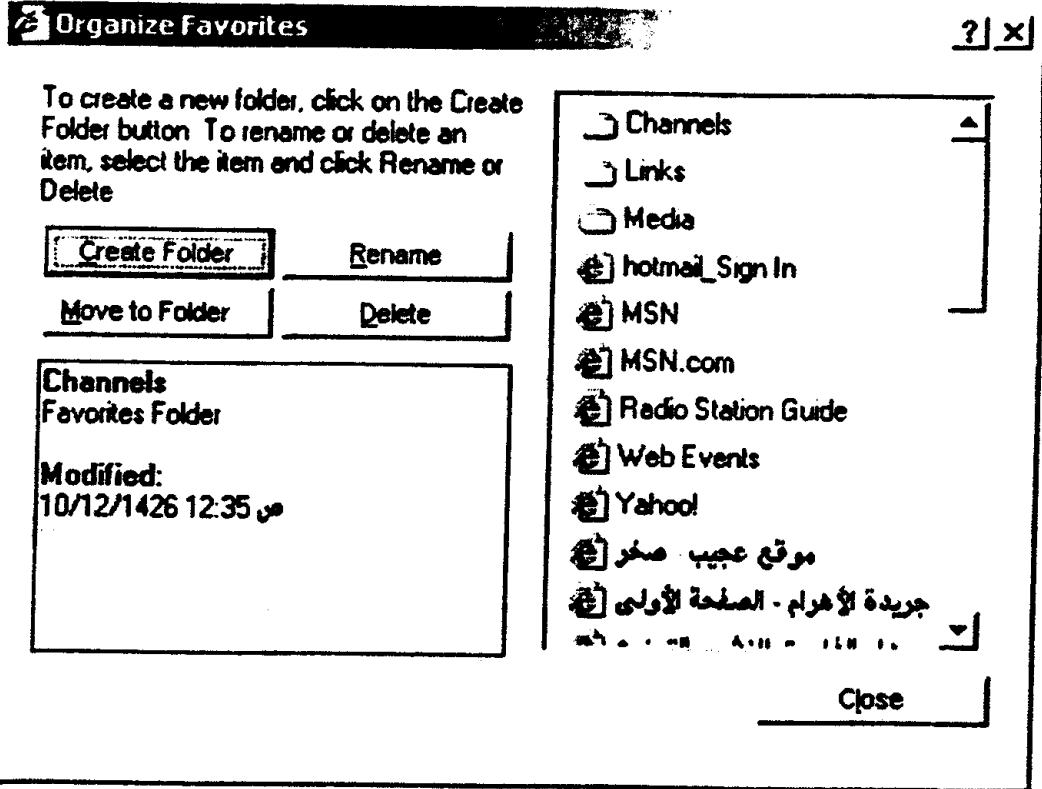 Organize Favorites
To create a new folder, click on the Create
Folder button To rename or delete an
item, select the item and click Rename or
Delete
Create Folder
Rename
Move to Folder
Delete
Channels
Favorites Folder
Modified:
10/12/1426 12:35 ص
Channels
Links
Media
hotmail_Sign In
MSN
MSN.com
Radio Station Guide
Web Events
Yahoo!
موقع عجيب - صخر
جريدة الأهرام - الصفحة الأولى
Close